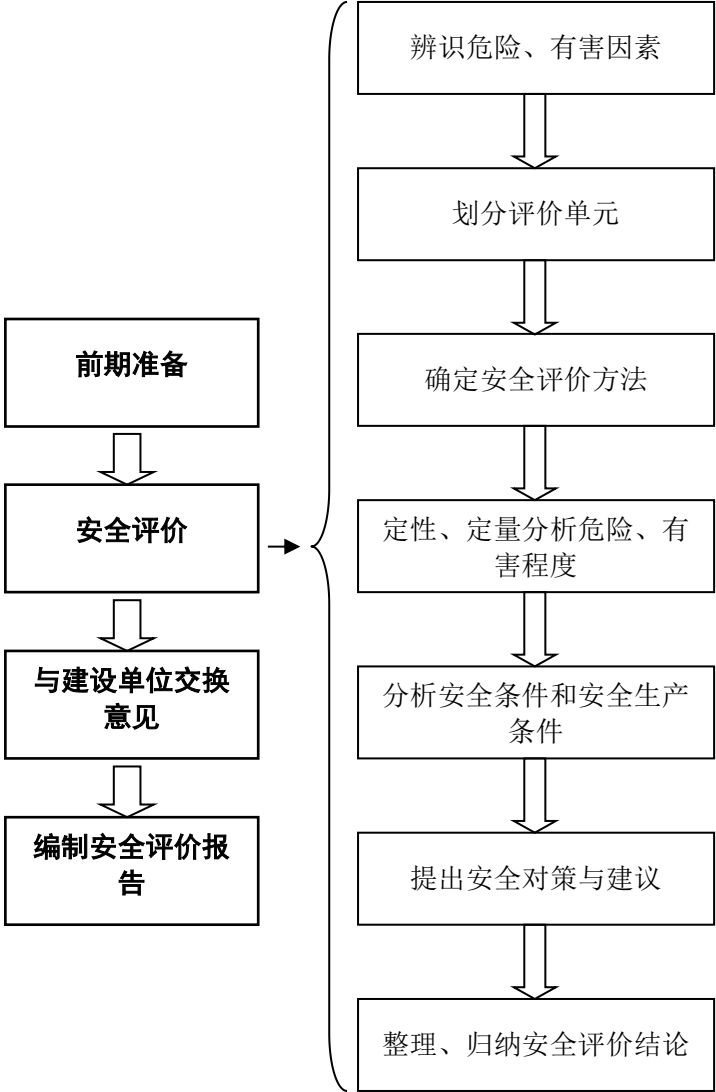 前期准备
安全评价
与建设单位交换
意见
编制安全评价报
告
辨识危险、有害因素
划分评价单元
确定安全评价方法
定性、定量分析危险、有
害程度
分析安全条件和安全生产
条件
提出安全对策与建议
整理、归纳安全评价结论